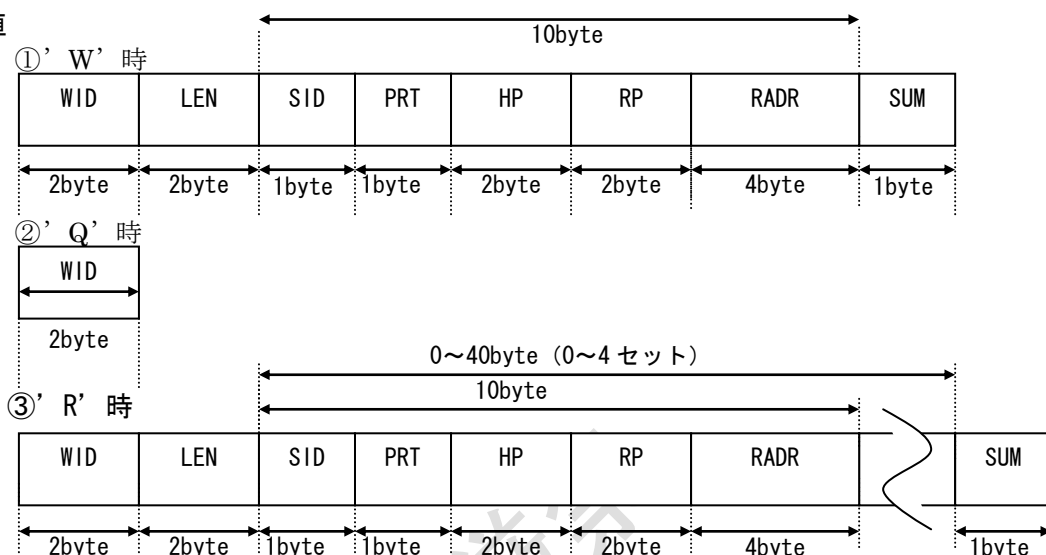 10byte
①’W’時
WID LEN SID PRT HP RP RADR SUM
2byte 2byte 1byte 1byte 2byte 2byte 4byte 1byte
②’Q’時
WID
2byte
0～40byte（0～4セット）
10byte
③’R’時
WID LEN SID PRT HP RP RADR SUM
2byte 2byte 1byte 1byte 2byte 2byte 4byte 1byte